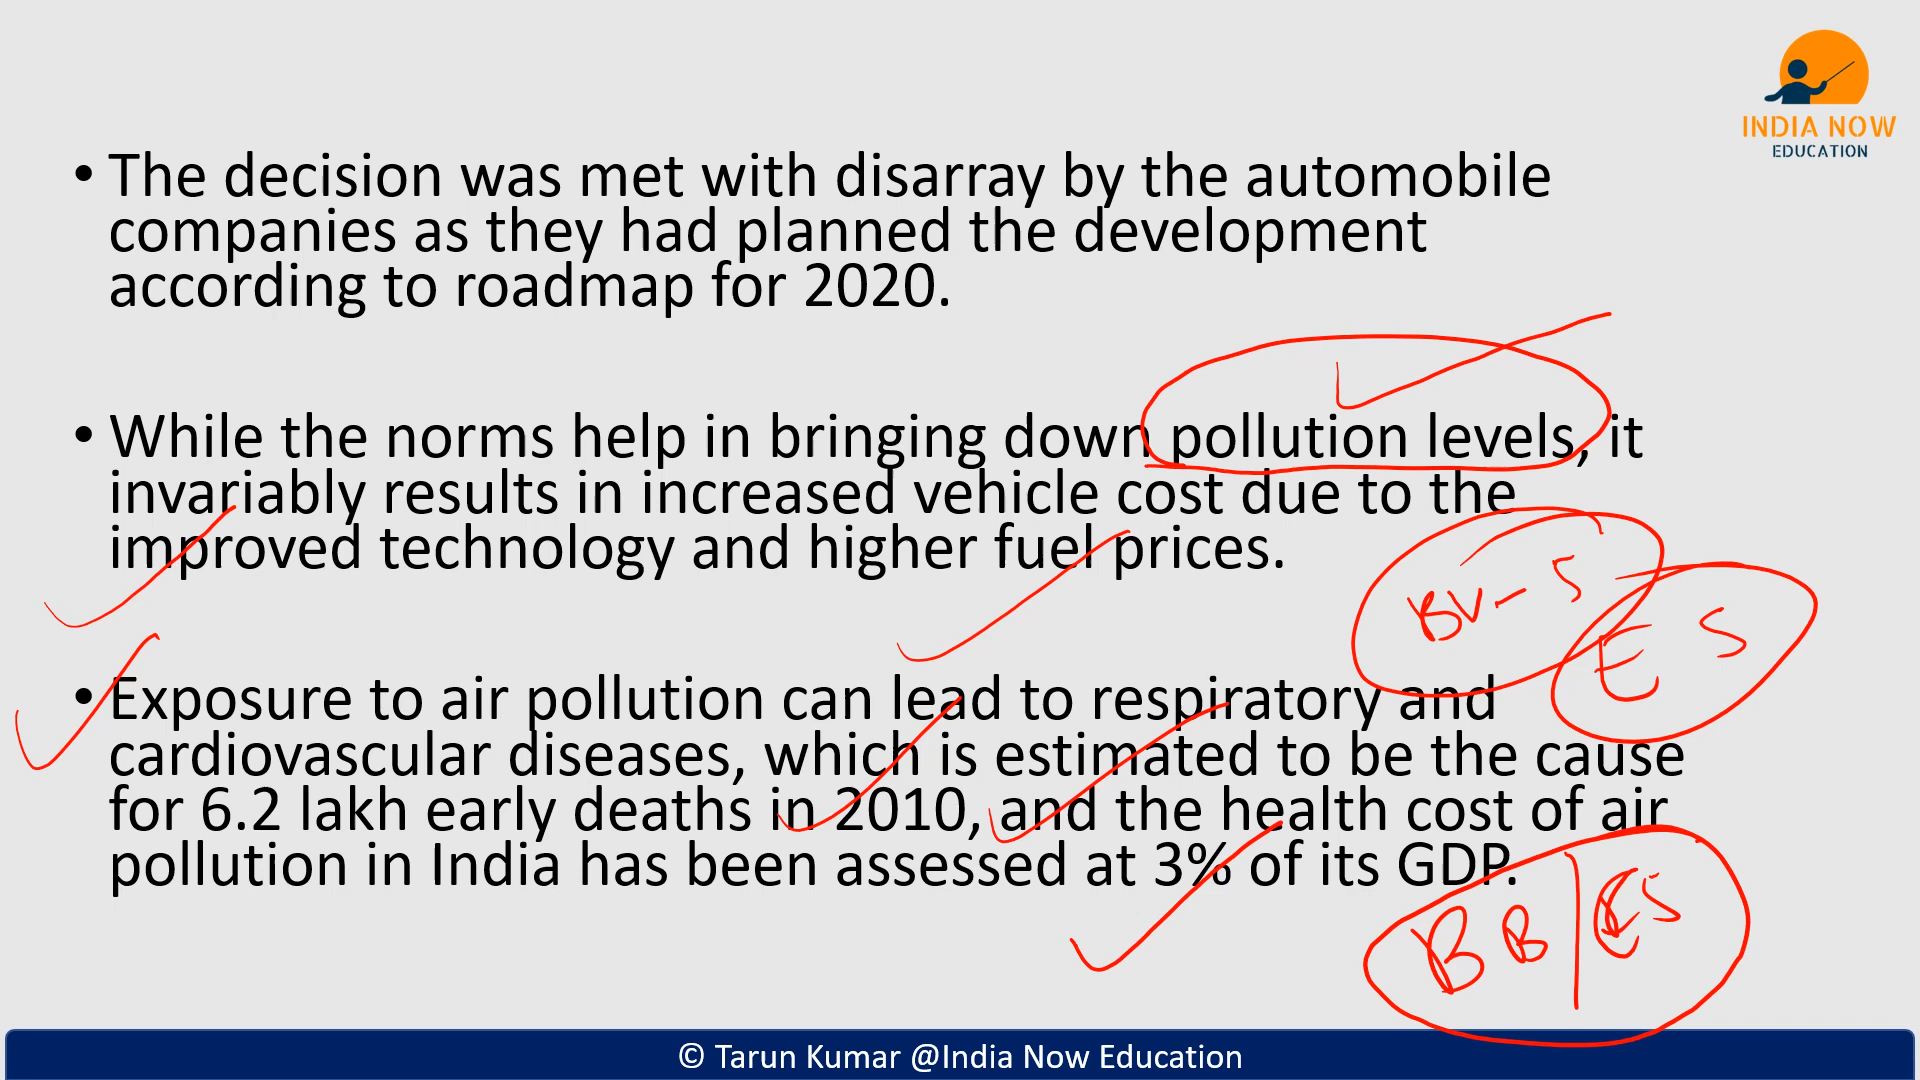 INDIA NOW
EDUCATION
• The decision was met with disarray by the automobile
companies as they had planned the development
according to roadmap for 2020.
• While the norms help in bringing down pollution levels, it
invariably results in increased vehicle cost due to the
improved technology and higher fuel prices.
BV-5
E 5
• Exposure to air pollution can lead to respiratory and
cardiovascular diseases, which is estimated to be the cause
for 6.2 lakh early deaths in 2010, and the health cost of air
pollution in India has been assessed at 3% of its GDP.
© Tarun Kumar @India Now Education